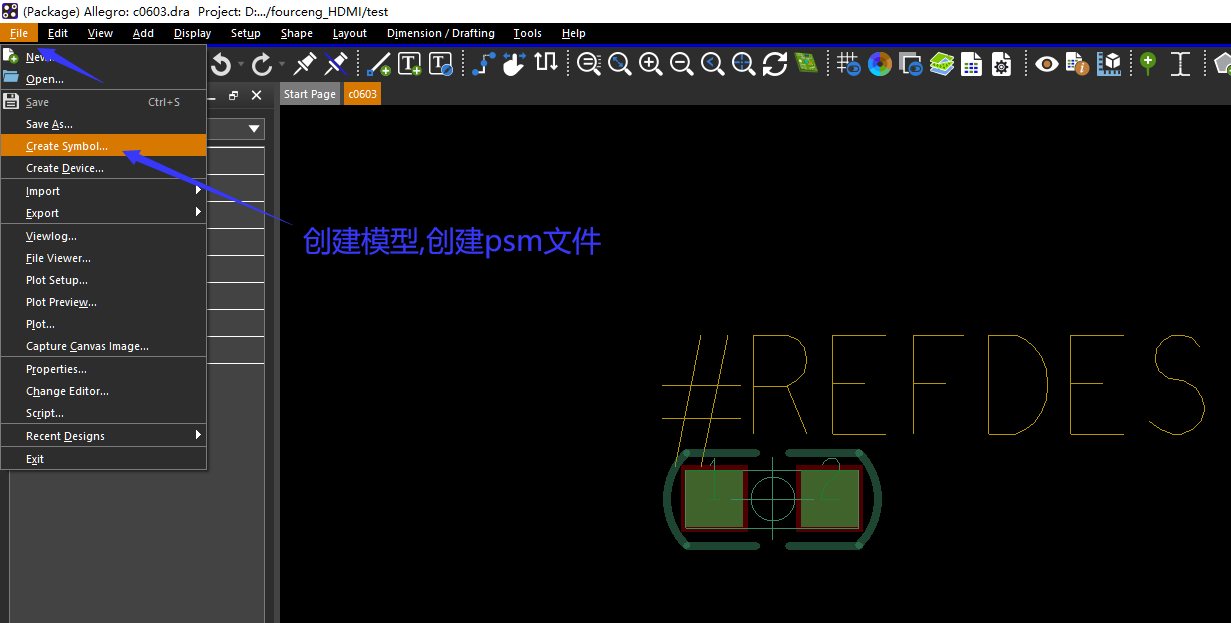 (Package) Allegro: c0603.dra Project: D:.../fourceng_HDMI/test
File Edit View Add Display Setup Shape Layout Dimension / Drafting Tools Help
New...
Open...
Save Ctrl+S
Save As...
Create Symbol...
Create Device...
Import
Export
Viewlog...
File Viewer...
Plot Setup...
Plot Preview...
Plot...
Capture Canvas Image...
Properties...
Change Editor...
Script...
Recent Designs
Exit
Start Page c0603
创建模型,创建psm文件
#REFDES
1 2